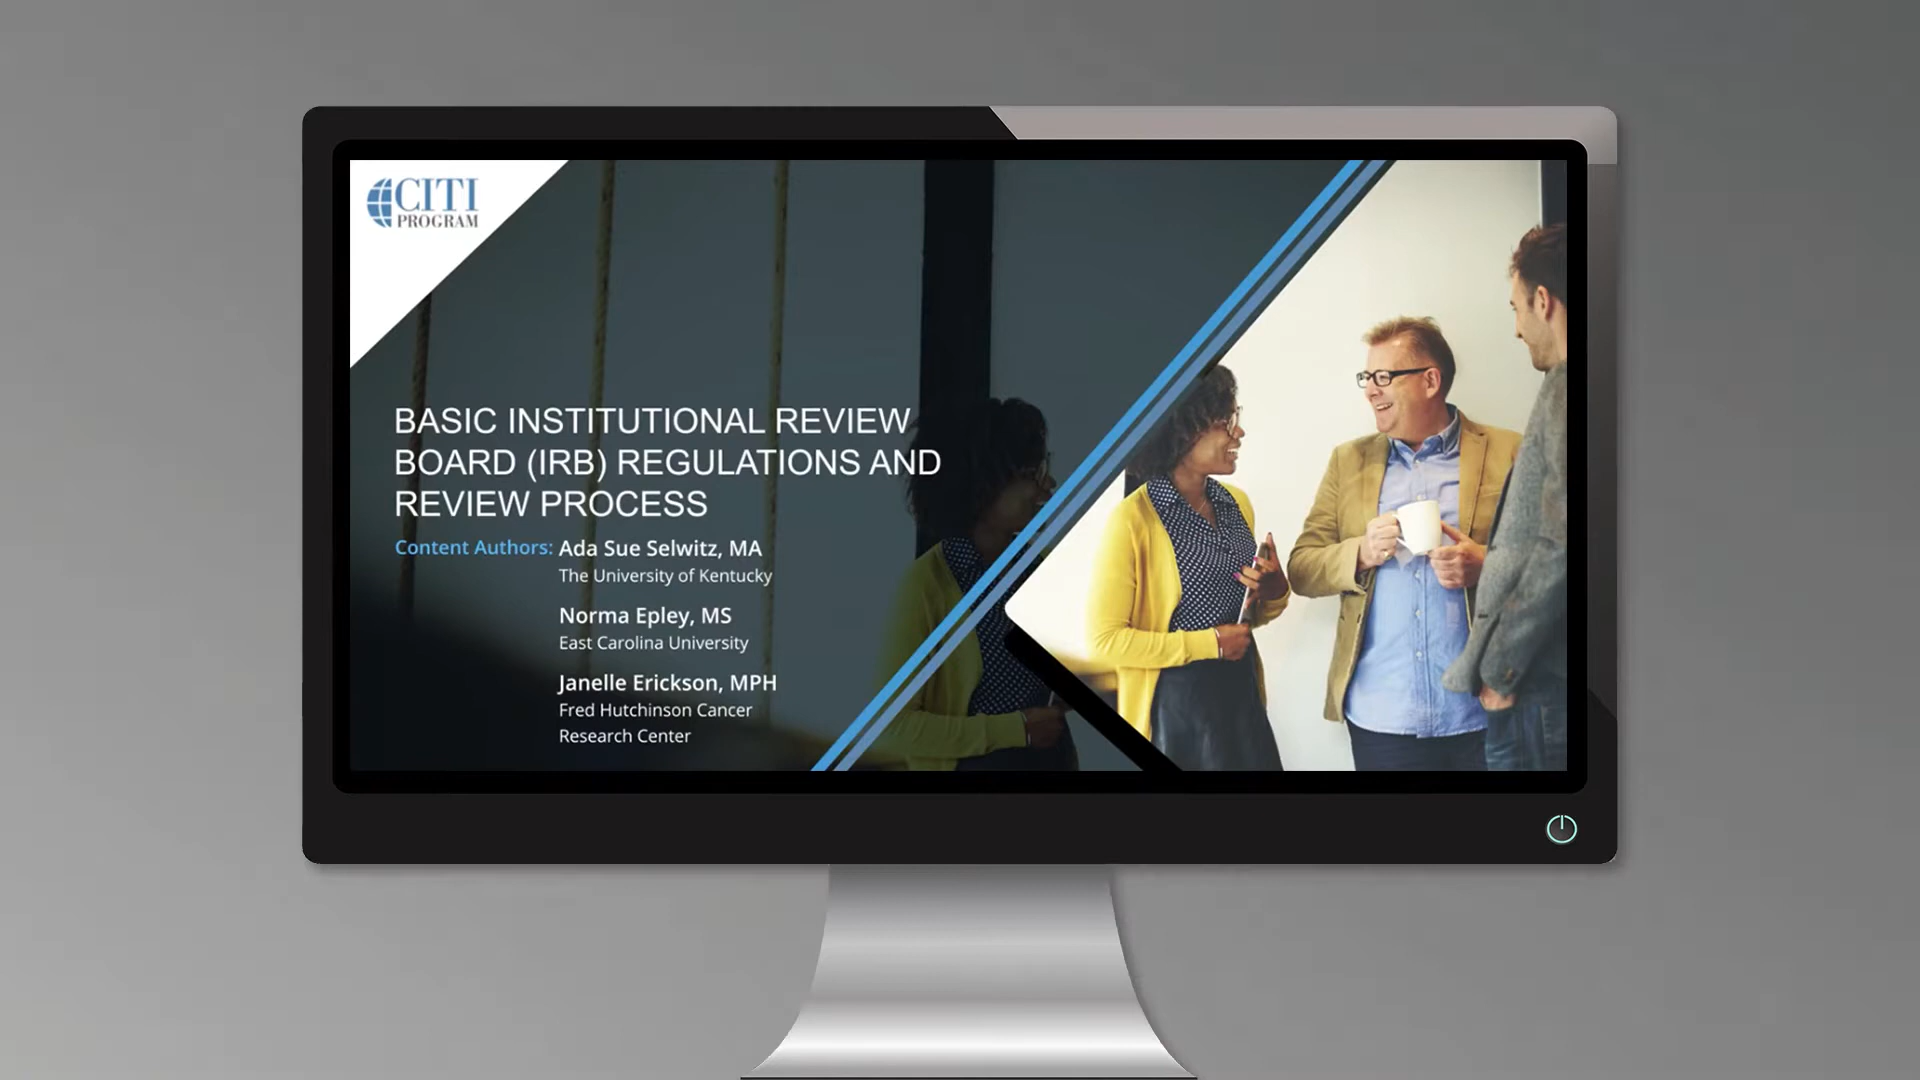 CITI
PROGRAM
BASIC INSTITUTIONAL REVIEW
BOARD (IRB) REGULATIONS AND
REVIEW PROCESS
Content Authors: Ada Sue Selwitz, MA
The University of Kentucky
Norma Epley, MS
East Carolina University
Janelle Erickson, MPH
Fred Hutchinson Cancer
Research Center